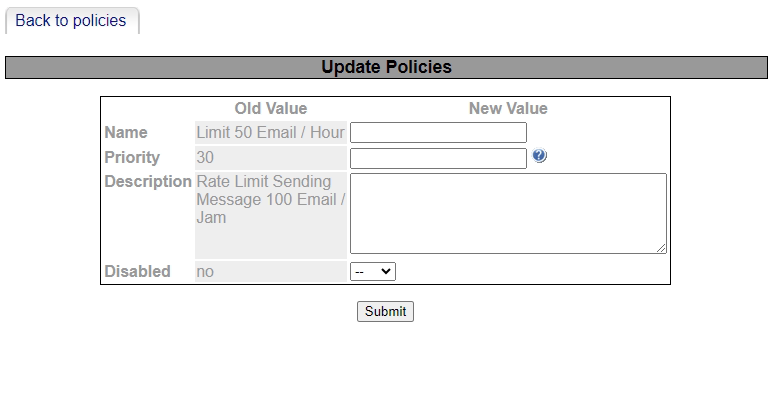 Back to policies
Update Policies
Old Value New Value
Name Limit 50 Email / Hour
Priority 30 ?
Description Rate Limit Sending
Message 100 Email /
Jam
Disabled no --
Submit